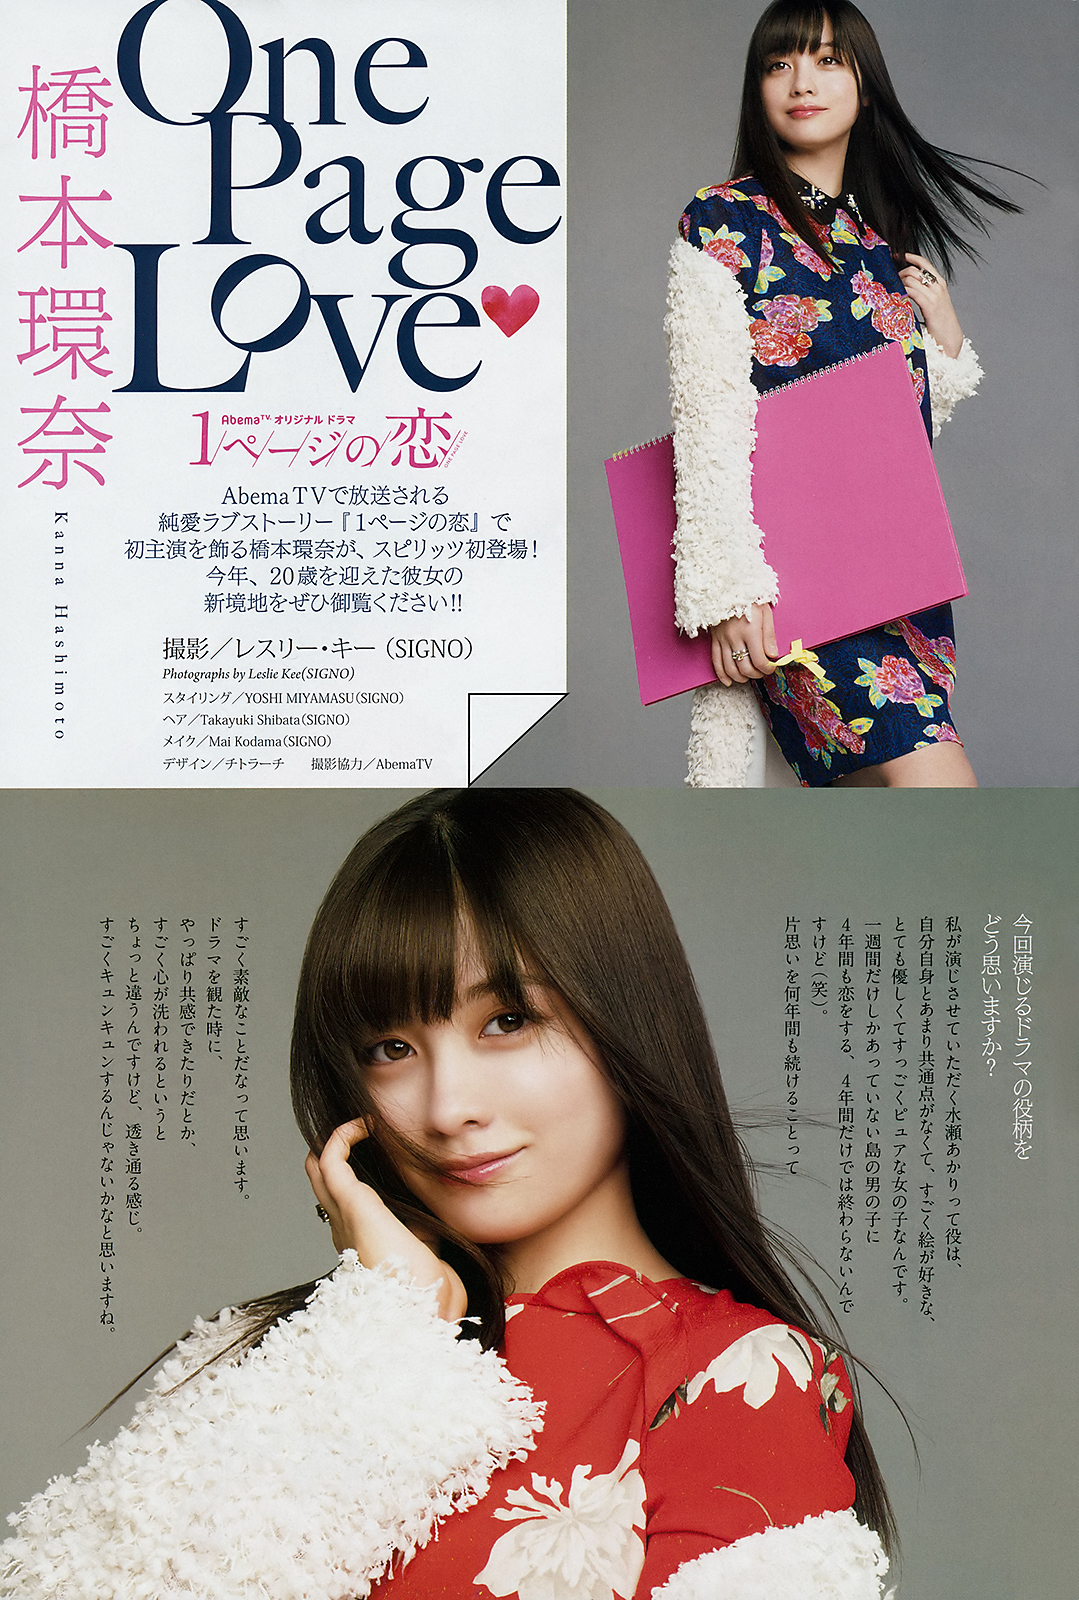 One
Page
Love
橋本環奈
Kanna Hashimoto
AbemaTV オリジナル ドラマ
1ページの恋
ONE PAGE LOVE
AbemaTVで放送される
純愛ラブストーリー『1ページの恋』で
初主演を飾る橋本環奈が、スピリッツ初登場!
今年、20歳を迎えた彼女の
新境地をぜひ御覧ください!!
撮影／レスリー・キー（SIGNO）
Photographs by Leslie Kee(SIGNO)
スタイリング／YOSHI MIYAMASU(SIGNO)
ヘア／Takayuki Shibata(SIGNO)
メイク／Mai Kodama(SIGNO)
デザイン／チトラーチ　撮影協力／AbemaTV
今回演じるドラマの役柄を
どう思いますか?
私が演じさせていただく水瀬あかりって役は、
自分自身とあまり共通点がなくて、すごく絵が好きな、
とても優しくてすっごくピュアな女の子なんです。
一週間だけしかあっていない島の男の子に
4年間も恋をする、4年間だけでは終わらないんで
すけど(笑)。
片思いを何年間も続けることって
すごく素敵なことだなって思います。
ドラマを観た時に、
やっぱり共感できたりだとか、
すごく心が洗われるというと
ちょっと違うんですけど、透き通る感じ。
すごくキュンキュンするんじゃないかなと思いますね。